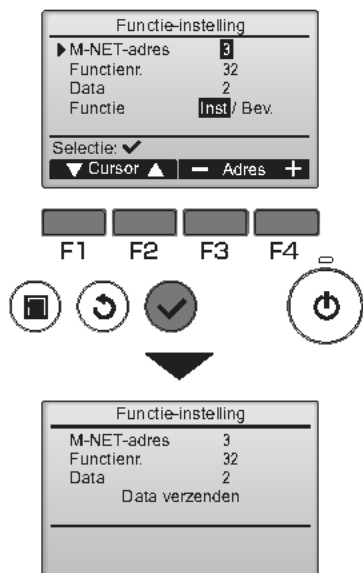 Functie-instelling
M-NET-adres 3
Functienr. 32
Data 2
Functie Inst / Bev.
Selectie: ✔
▼ Cursor ▲ − Adres +
F1 F2 F3 F4
Functie-instelling
M-NET-adres 3
Functienr. 32
Data 2
Data verzenden